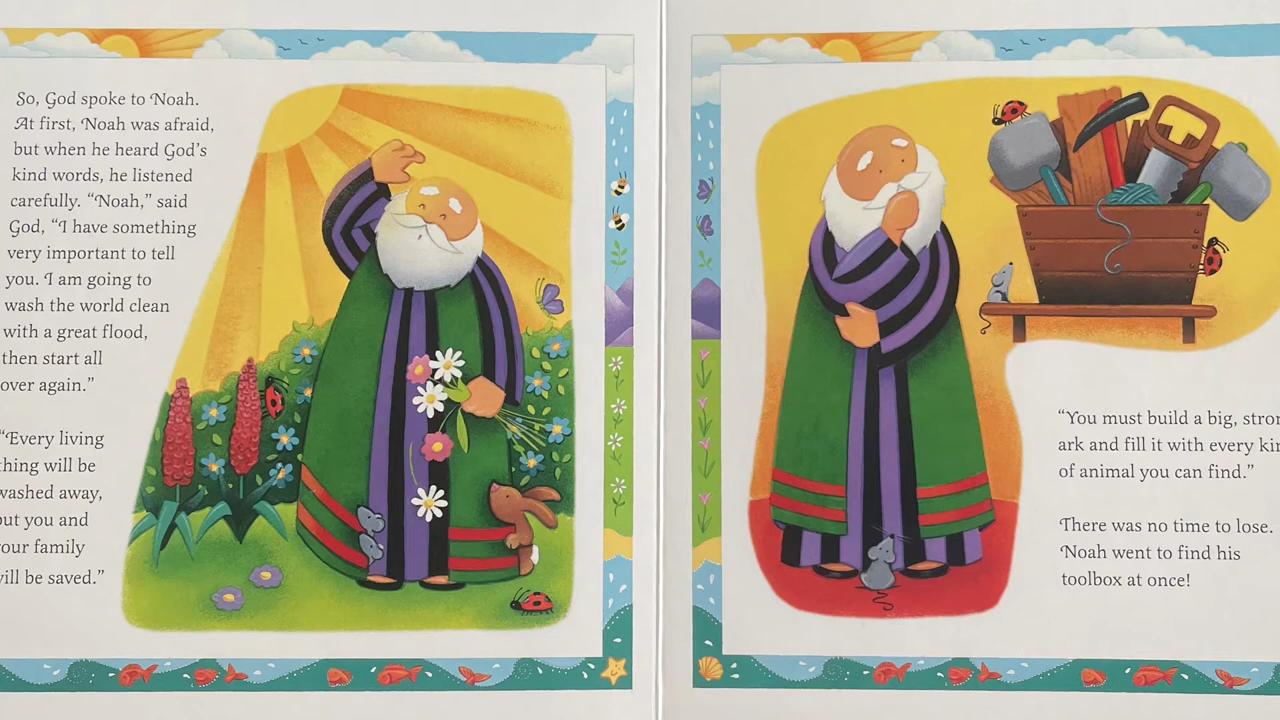 So, God spoke to Noah.
At first, Noah was afraid,
but when he heard God's
kind words, he listened
carefully. "Noah," said
God, "I have something
very important to tell
you. I am going to
wash the world clean
with a great flood,
then start all
over again."
"Every living
thing will be
washed away,
but you and
your family
will be saved."
"You must build a big, stron
ark and fill it with every kin
of animal you can find."
There was no time to lose.
Noah went to find his
toolbox at once!